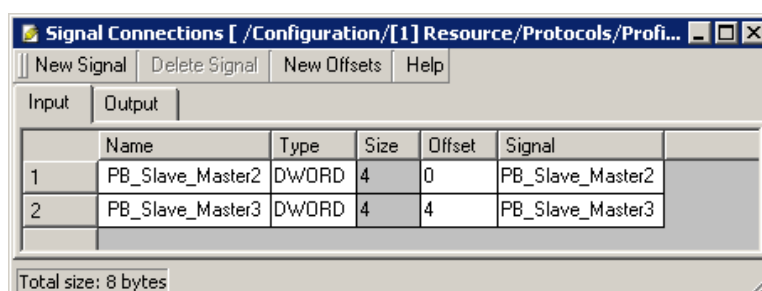 Signal Connections [ /Configuration/[1] Resource/Protocols/Profi...
New Signal Delete Signal New Offsets Help
Input Output
Name Type Size Offset Signal
1 PB_Slave_Master2 DWORD 4 0 PB_Slave_Master2
2 PB_Slave_Master3 DWORD 4 4 PB_Slave_Master3
Total size: 8 bytes